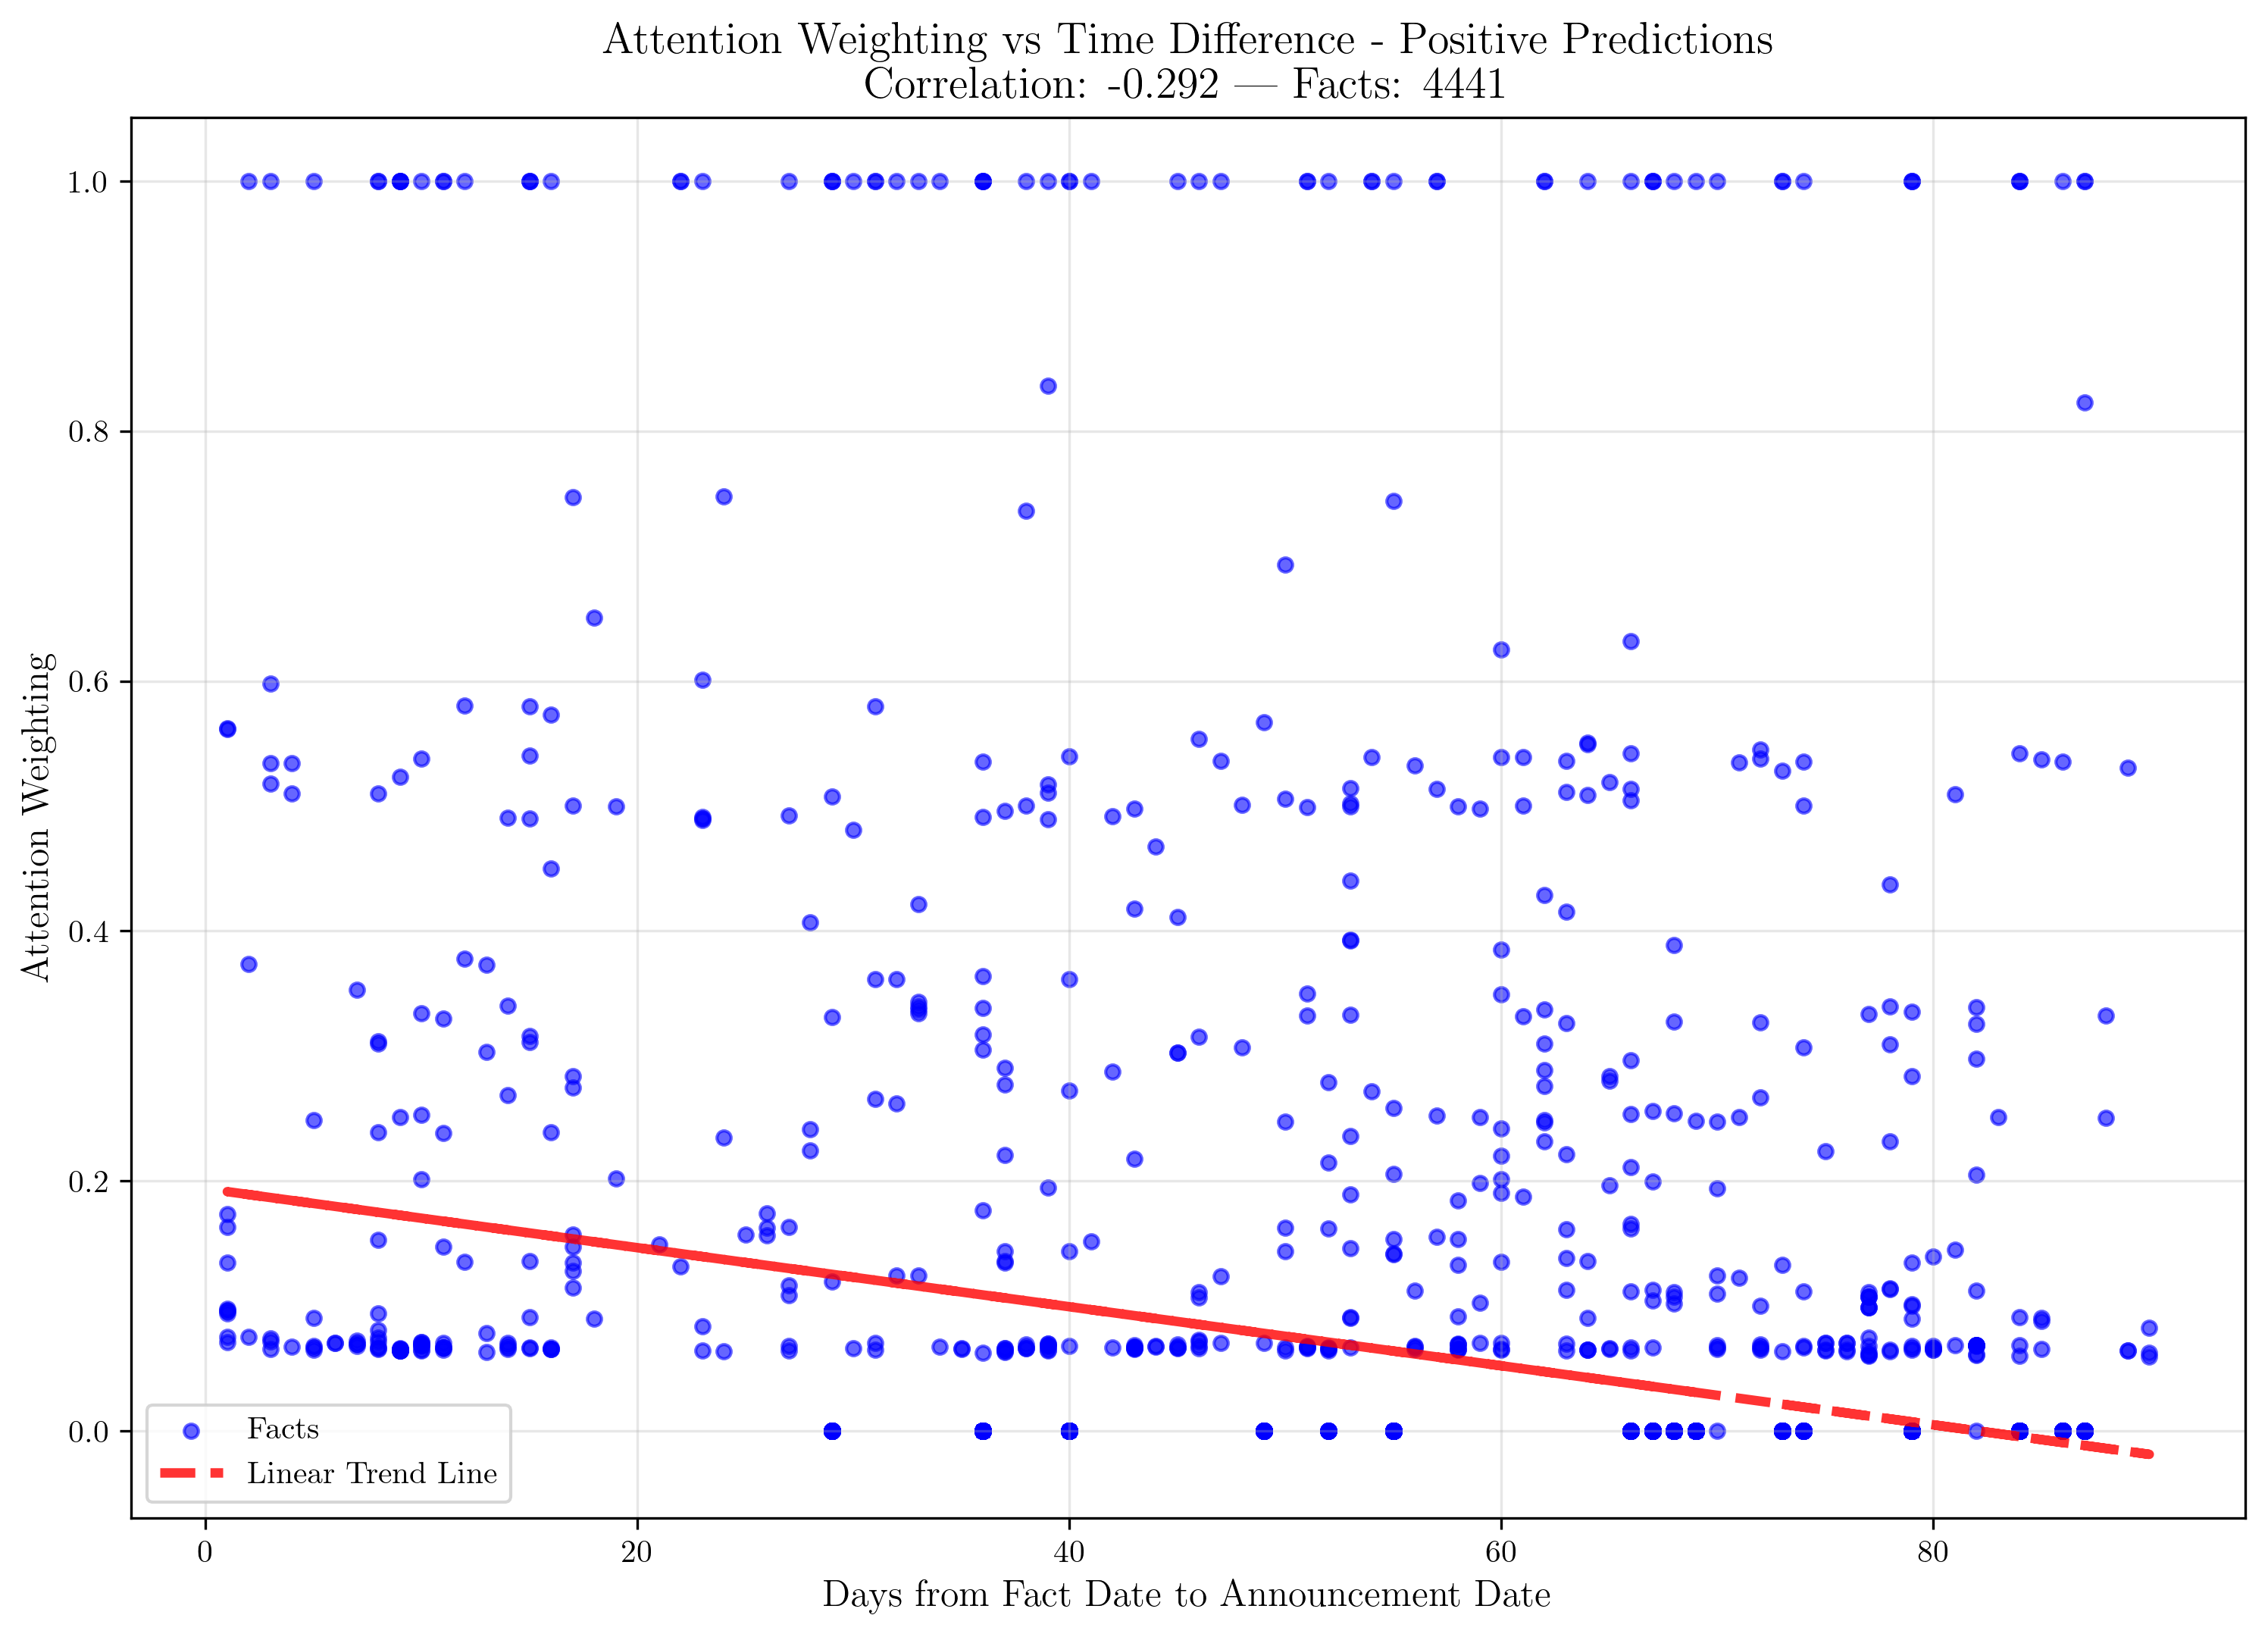 Attention Weighting vs Time Difference - Positive Predictions
Correlation: -0.292 — Facts: 4441
1.0
0.8
0.6
0.4
0.2
0.0
Attention Weighting
Facts
Linear Trend Line
0 20 40 60 80
Days from Fact Date to Announcement Date